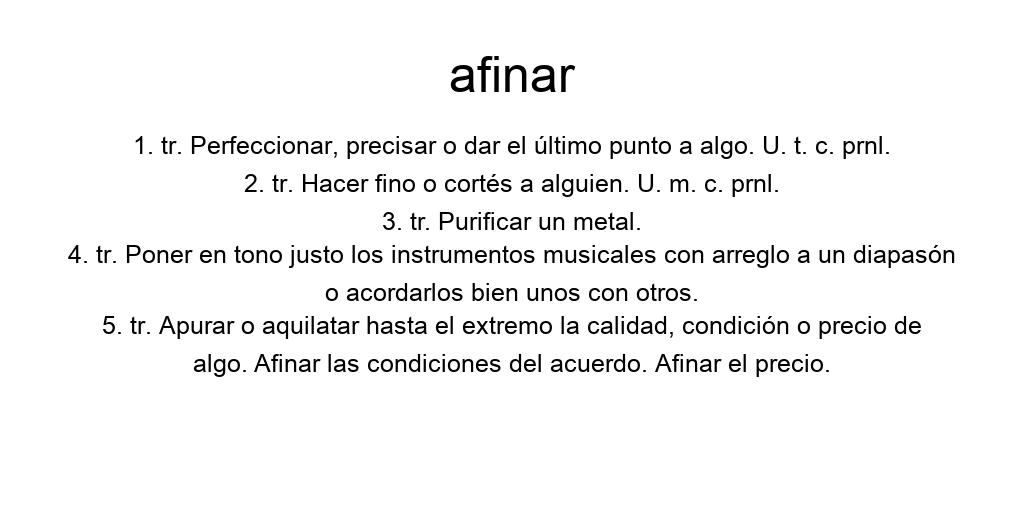 afinar
1. tr. Perfeccionar, precisar o dar el último punto a algo. U. t. c. prnl.
2. tr. Hacer fino o cortés a alguien. U. m. c. prnl.
3. tr. Purificar un metal.
4. tr. Poner en tono justo los instrumentos musicales con arreglo a un diapasón
o acordarlos bien unos con otros.
5. tr. Apurar o aquilatar hasta el extremo la calidad, condición o precio de
algo. Afinar las condiciones del acuerdo. Afinar el precio.